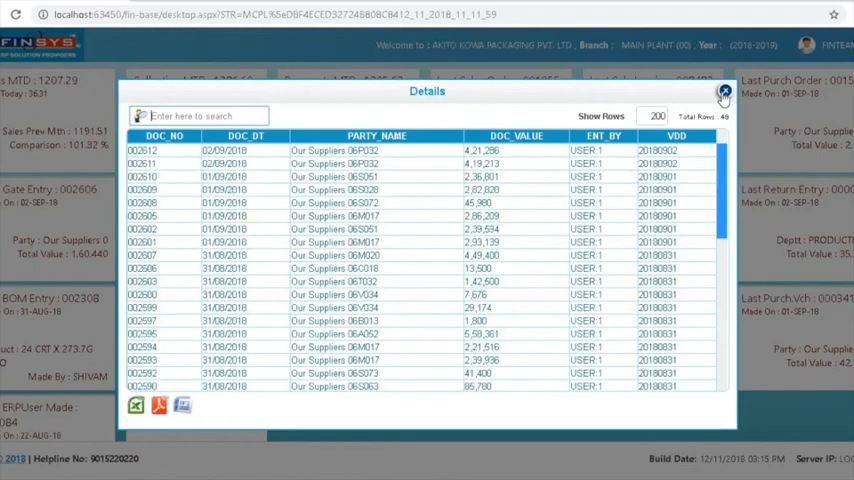 localhost:63450/fin-base/desktop.aspx?STR=MCPL%5eDBF4ECED32724B808C8412_11_2018_11_11_59
FINSYS
ERP SOLUTION PROVIDERS
Welcome to : AKITO KOWA PACKAGING PVT. LTD , Branch : MAIN PLANT (00) , Year : (2018-2019)
FINTEAM
s MTD : 1207.29
Today : 36.31
Sales Prev Mth : 1191.51
Comparison : 101.32 %
Last Purch Order : 0015
Made On : 02-SEP-18
Party : Our Su
Total Value : 2,
Details
Enter here to search
Show Rows 200 Total Rows : 49
DOC_NO DOC_DT PARTY_NAME DOC_VALUE ENT_BY VDD
002612 02/09/2018 Our Suppliers 06P032 4,21,286 USER:1 20180902
002611 02/09/2018 Our Suppliers 06P032 4,19,213 USER:1 20180902
002610 01/09/2018 Our Suppliers 06S051 2,36,801 USER:1 20180901
002609 01/09/2018 Our Suppliers 06S028 2,82,820 USER:1 20180901
002608 01/09/2018 Our Suppliers 06S072 45,980 USER:1 20180901
002605 01/09/2018 Our Suppliers 06M017 2,86,209 USER:1 20180901
002602 01/09/2018 Our Suppliers 06S051 2,39,594 USER:1 20180901
002601 01/09/2018 Our Suppliers 06M017 2,93,139 USER:1 20180901
002607 31/08/2018 Our Suppliers 06M020 4,49,400 USER:1 20180831
002606 31/08/2018 Our Suppliers 06C018 13,500 USER:1 20180831
002603 31/08/2018 Our Suppliers 06T032 1,42,500 USER:1 20180831
002600 31/08/2018 Our Suppliers 06V034 7,676 USER:1 20180831
002599 31/08/2018 Our Suppliers 06V034 29,174 USER:1 20180831
002597 31/08/2018 Our Suppliers 06B013 1,800 USER:1 20180831
002595 31/08/2018 Our Suppliers 06A052 5,58,361 USER:1 20180831
002594 31/08/2018 Our Suppliers 06M017 2,21,516 USER:1 20180831
002593 31/08/2018 Our Suppliers 06M017 2,39,936 USER:1 20180831
002592 31/08/2018 Our Suppliers 06S073 41,400 USER:1 20180831
002590 31/08/2018 Our Suppliers 06S063 85,780 USER:1 20180831
Gate Entry : 002606
On : 02-SEP-18
Party : Our Suppliers 0
Total Value : 1,60,440
Last Return Entry : 0
Made On : 02-SEP-18
Deptt : PRODUCTI
Total Value : 35,
BOM Entry : 002308
On : 31-AUG-18
uct : 24 CRT X 273.7G
O
Made By : SHIVAM
Last Purch.Vch : 000341
Made On : 02-SEP-18
Party : Our Su
Total Value : 42,
ERPUser Made :
084
e On : 22-AUG-18
© 2018 | Helpline No: 9015220220
Build Date: 12/11/2018 03:15 PM Server IP: LOC